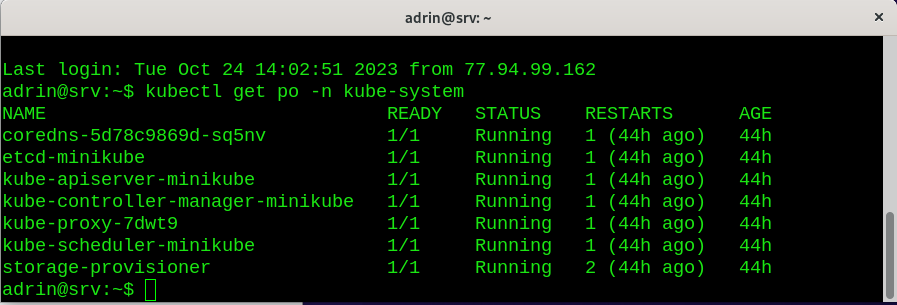 adrin@srv: ~
×
Last login: Tue Oct 24 14:02:51 2023 from 77.94.99.162
adrin@srv:~$ kubectl get po -n kube-system
NAME                               READY   STATUS    RESTARTS      AGE
coredns-5d78c9869d-sq5nv           1/1     Running   1 (44h ago)   44h
etcd-minikube                      1/1     Running   1 (44h ago)   44h
kube-apiserver-minikube            1/1     Running   1 (44h ago)   44h
kube-controller-manager-minikube   1/1     Running   1 (44h ago)   44h
kube-proxy-7dwt9                   1/1     Running   1 (44h ago)   44h
kube-scheduler-minikube            1/1     Running   1 (44h ago)   44h
storage-provisioner                1/1     Running   2 (44h ago)   44h
adrin@srv:~$